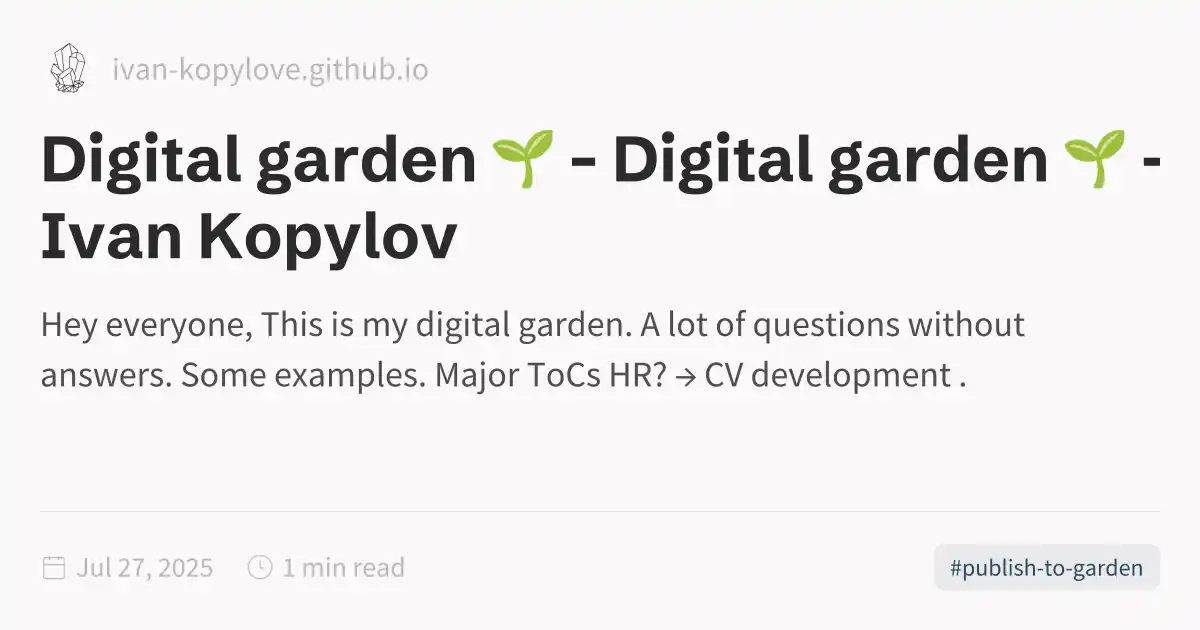 ivan-kopylove.github.io
Digital garden 🌱 - Digital garden 🌱 -
Ivan Kopylov
Hey everyone, This is my digital garden. A lot of questions without
answers. Some examples. Major ToCs HR? → CV development .
Jul 27, 2025 1 min read #publish-to-garden